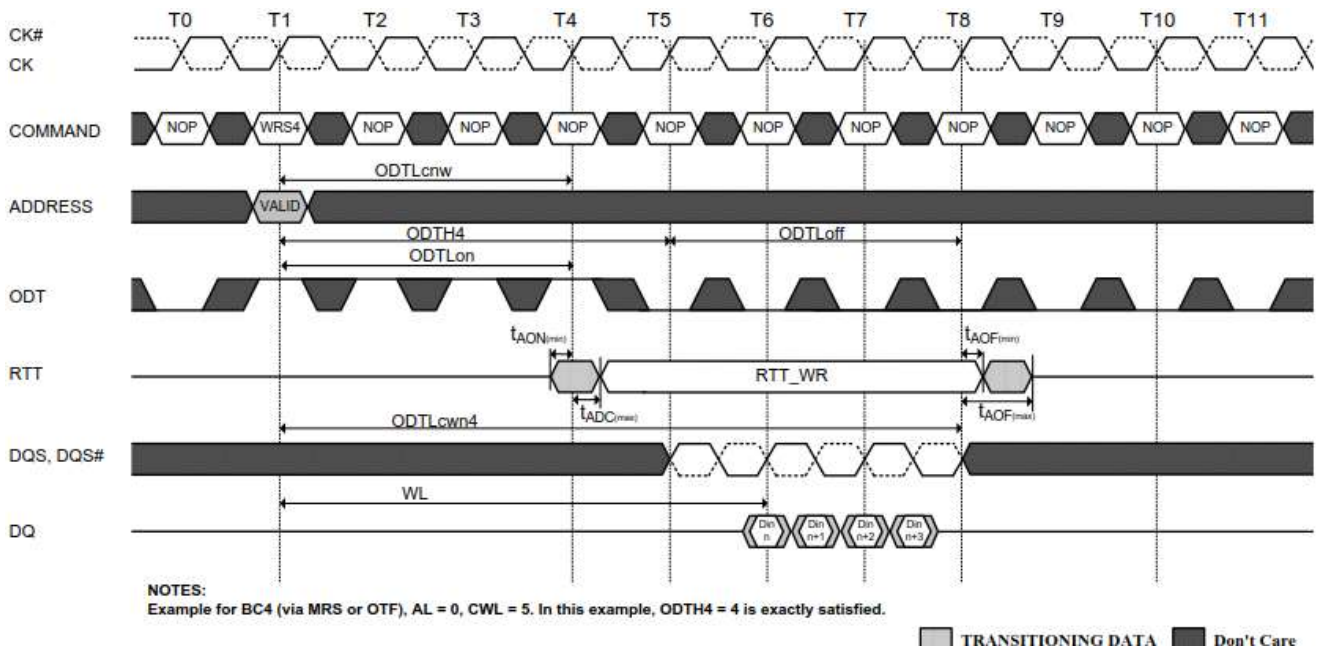 T0 T1 T2 T3 T4 T5 T6 T7 T8 T9 T10 T11
CK#
CK
COMMAND NOP WRS4 NOP NOP NOP NOP NOP NOP NOP NOP NOP NOP
ODTLcnw
ADDRESS VALID
ODTH4 ODTLoff
ODTLon
ODT
tAON(min) tAOF(min)
RTT RTT_WR
tADC(max) tAOF(max)
ODTLcwn4
DQS, DQS#
WL
DQ Din n Din n+1 Din n+2 Din n+3
NOTES:
Example for BC4 (via MRS or OTF), AL = 0, CWL = 5. In this example, ODTH4 = 4 is exactly satisfied.
TRANSITIONING DATA Don't Care